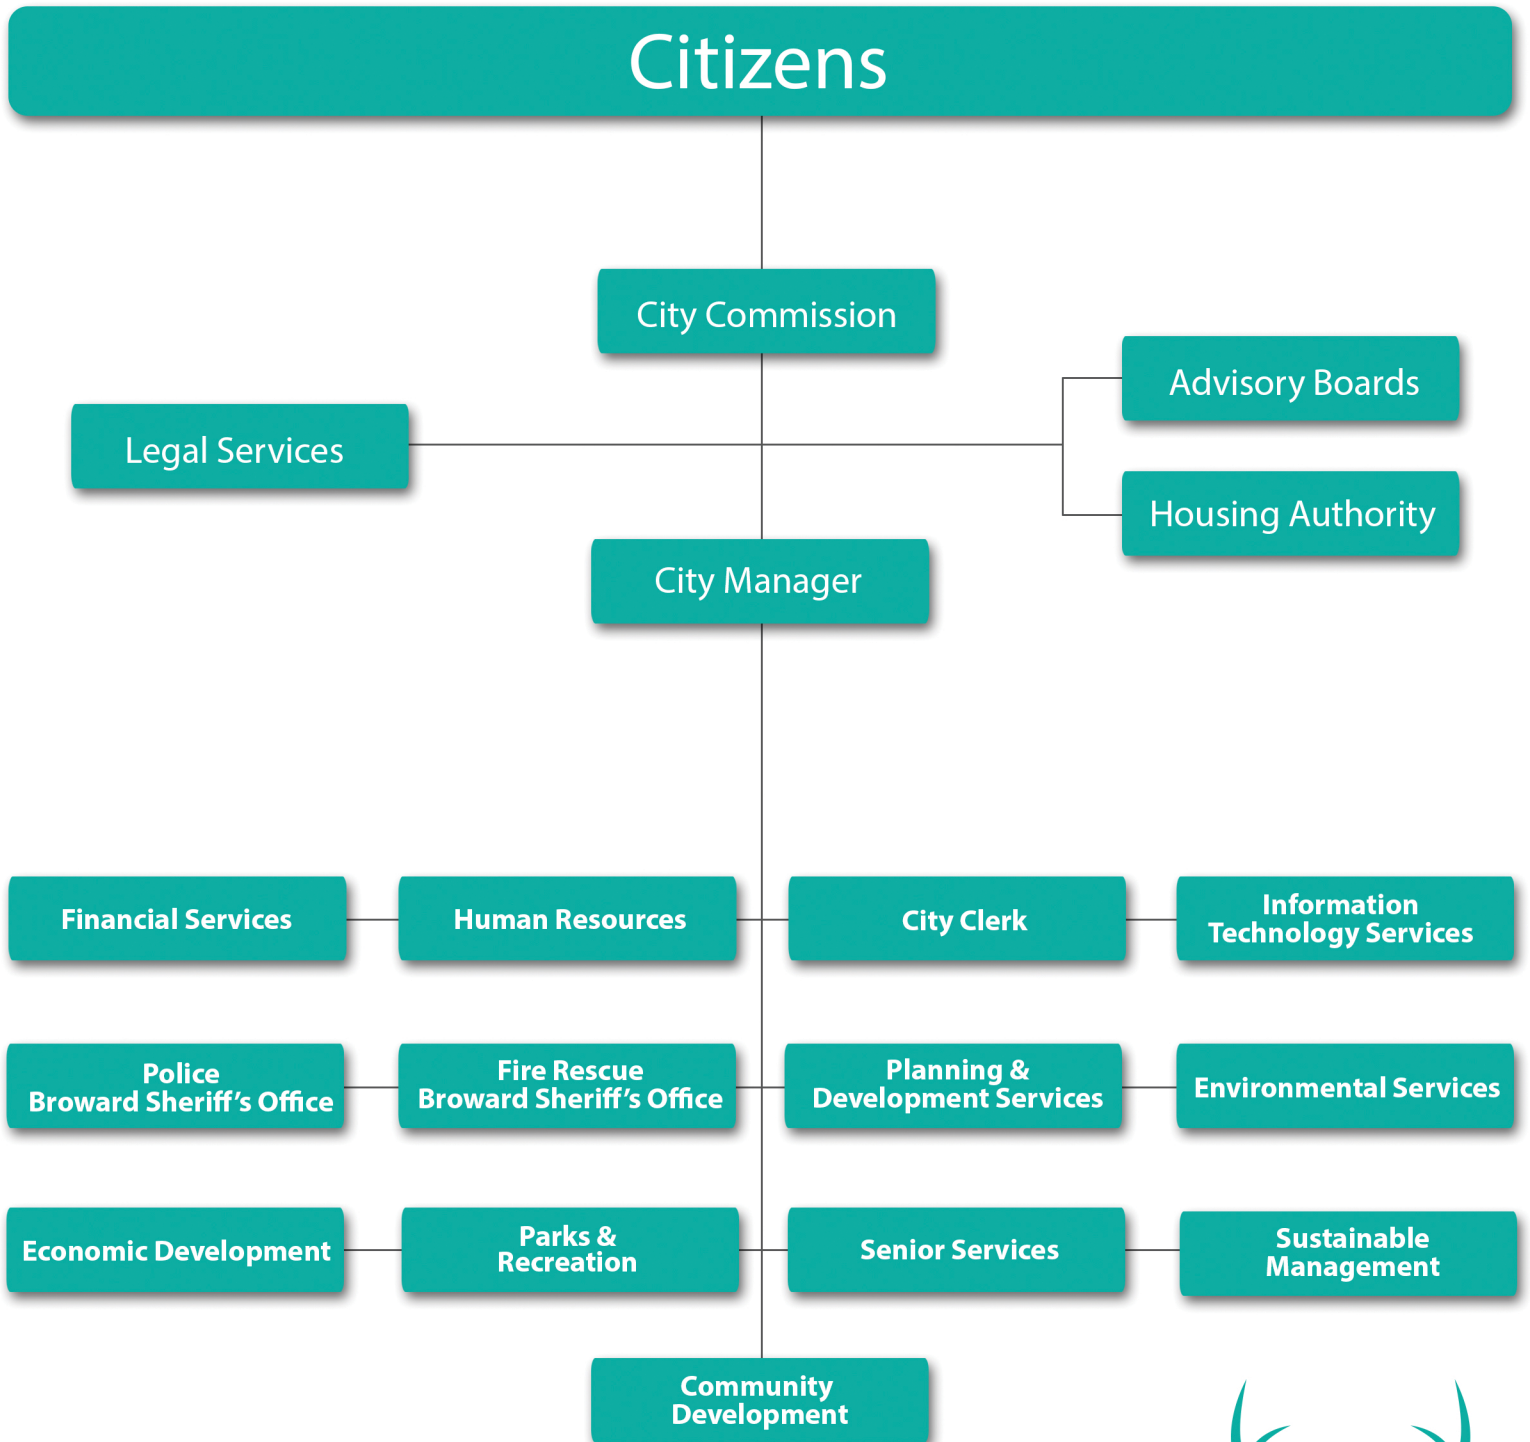 Citizens
City Commission
Advisory Boards
Legal Services
Housing Authority
City Manager
Financial Services
Human Resources
City Clerk
Information
Technology Services
Police
Broward Sheriff's Office
Fire Rescue
Broward Sheriff's Office
Planning &
Development Services
Environmental Services
Economic Development
Parks &
Recreation
Senior Services
Sustainable
Management
Community
Development